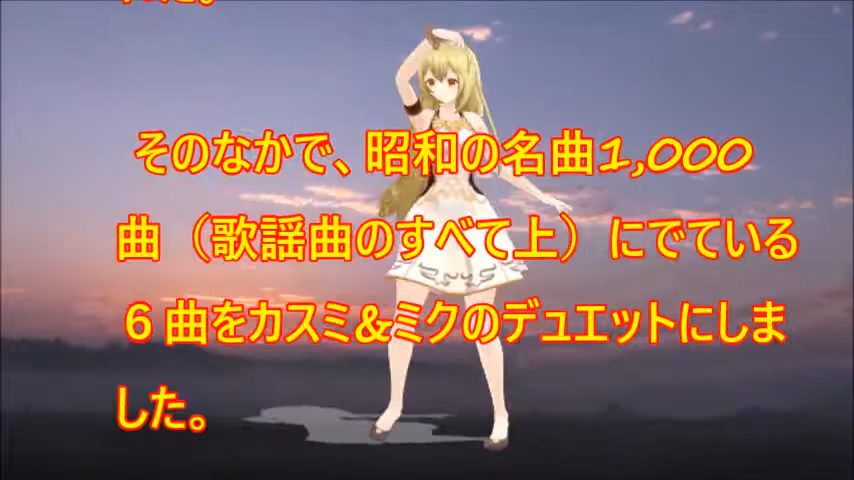 そのなかで、昭和の名曲1,000
曲（歌謡曲のすべて上）にでている
６曲をカスミ&ミクのデュエットにしま
した。